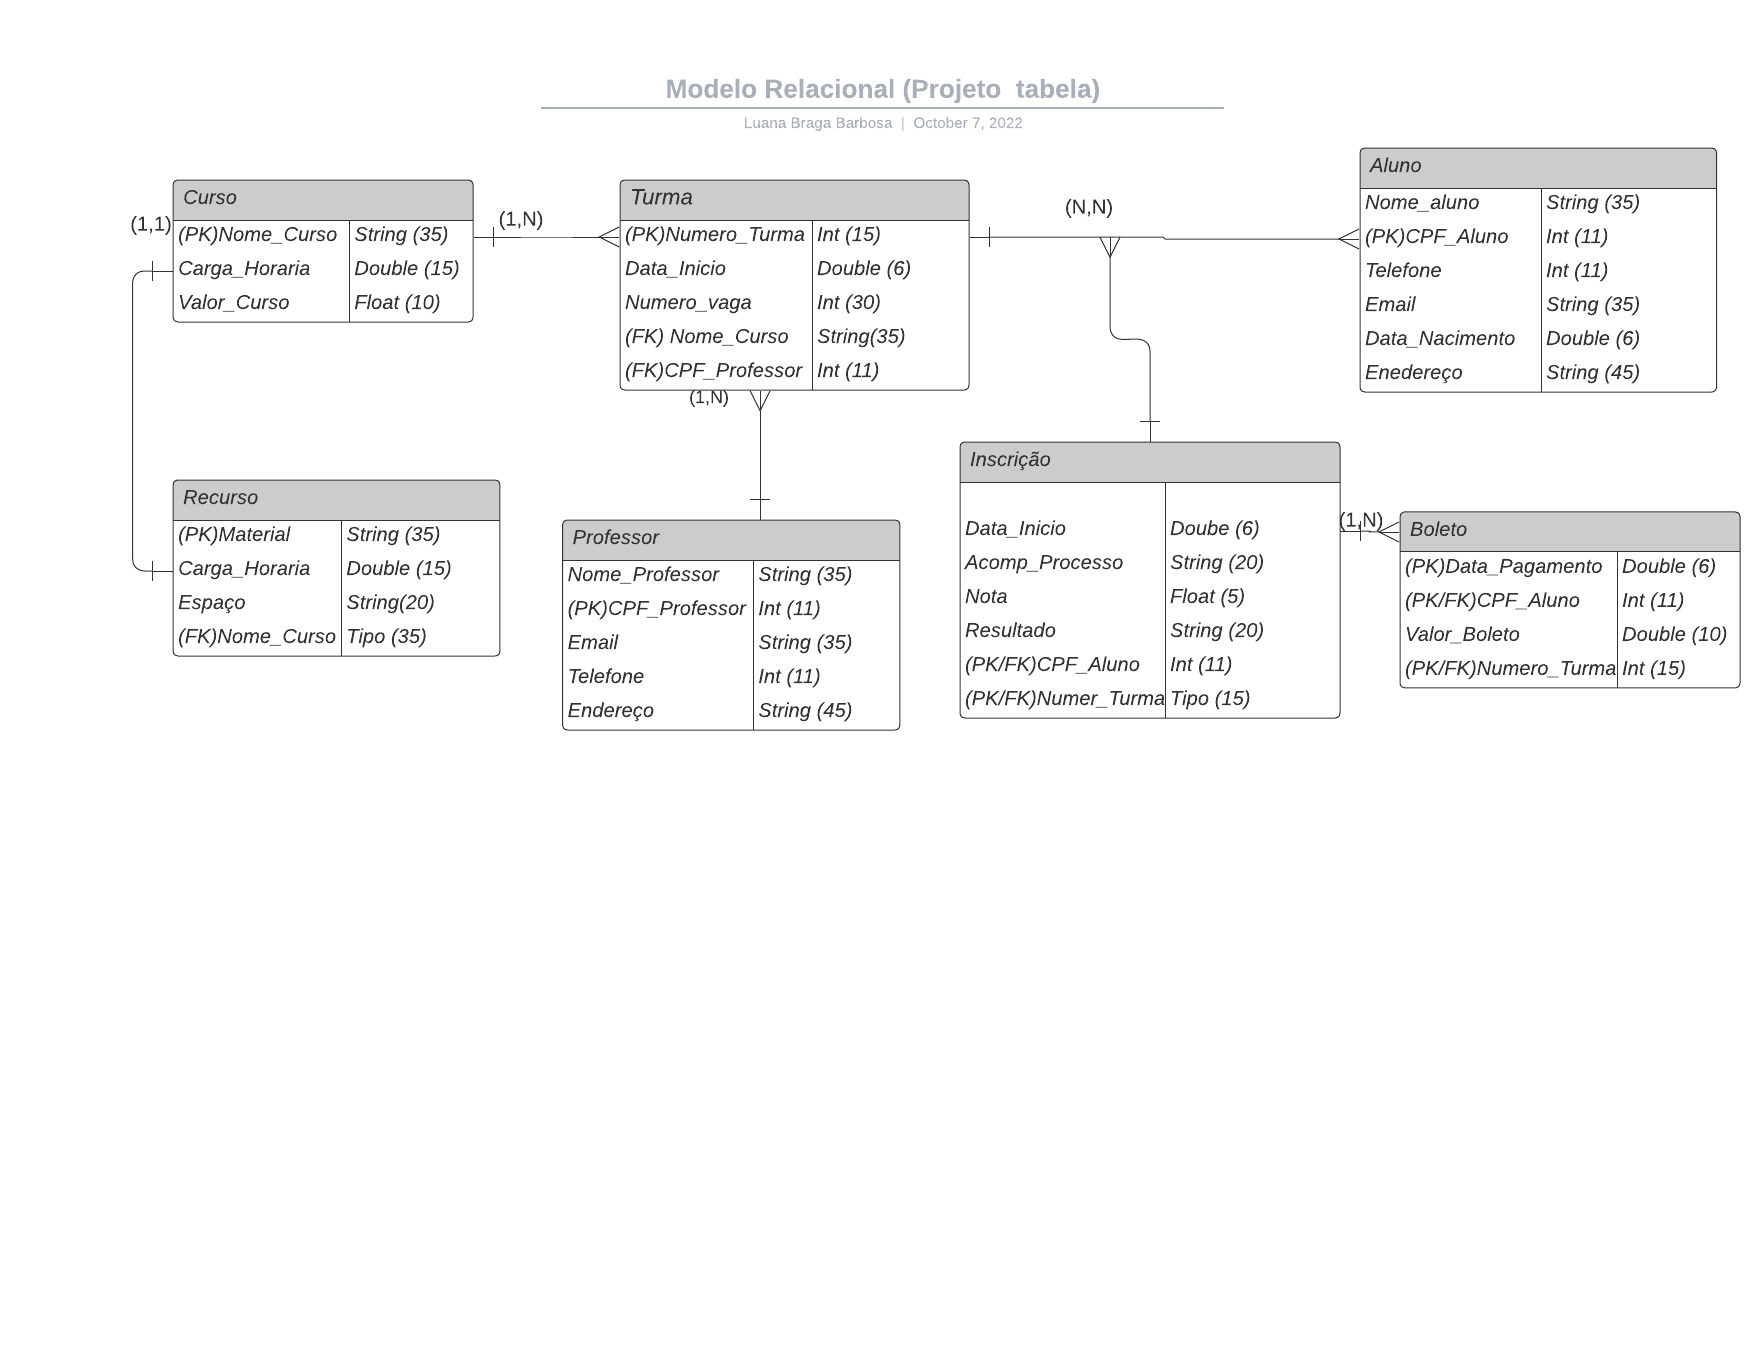 Modelo Relacional (Projeto  tabela)
Luana Braga Barbosa | October 7, 2022
Curso
(1,1)
(PK)Nome_Curso String (35)
Carga_Horaria Double (15)
Valor_Curso Float (10)
(1,N)
Turma
(PK)Numero_Turma Int (15)
Data_Inicio Double (6)
Numero_vaga Int (30)
(FK) Nome_Curso String(35)
(FK)CPF_Professor Int (11)
(1,N)
(N,N)
Aluno
Nome_aluno String (35)
(PK)CPF_Aluno Int (11)
Telefone Int (11)
Email String (35)
Data_Nacimento Double (6)
Enedereço String (45)
Recurso
(PK)Material String (35)
Carga_Horaria Double (15)
Espaço String(20)
(FK)Nome_Curso Tipo (35)
Professor
Nome_Professor String (35)
(PK)CPF_Professor Int (11)
Email String (35)
Telefone Int (11)
Endereço String (45)
Inscrição
Data_Inicio Doube (6)
Acomp_Processo String (20)
Nota Float (5)
Resultado String (20)
(PK/FK)CPF_Aluno Int (11)
(PK/FK)Numer_Turma Tipo (15)
(1,N)
Boleto
(PK)Data_Pagamento Double (6)
(PK/FK)CPF_Aluno Int (11)
Valor_Boleto Double (10)
(PK/FK)Numero_Turma Int (15)